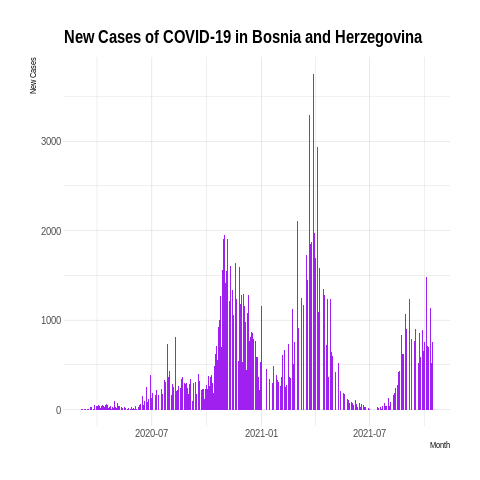 New Cases of COVID-19 in Bosnia and Herzegovina
New Cases
3000
2000
1000
0
2020-07 2021-01 2021-07
Month